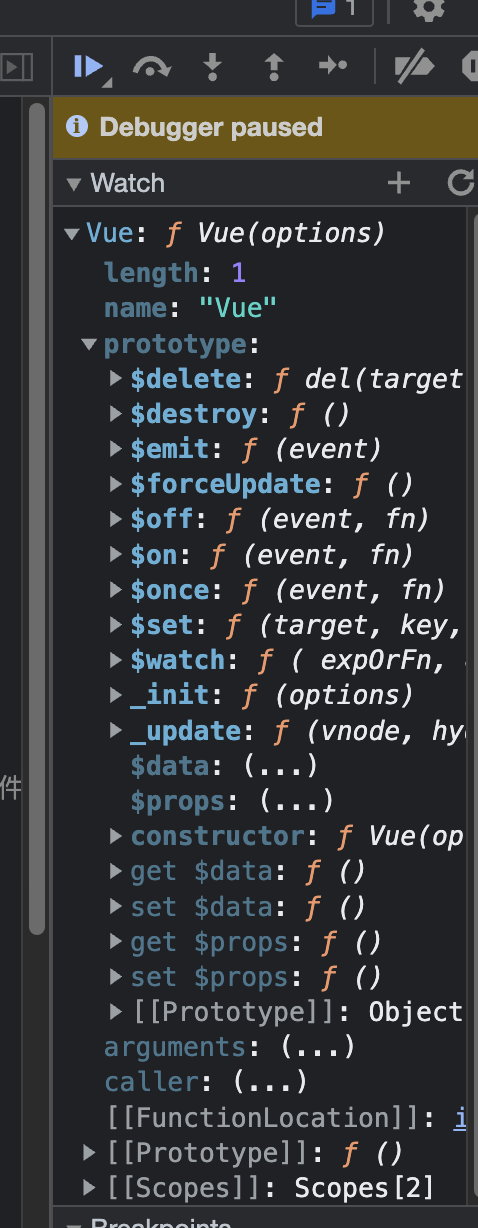 1
Debugger paused
Watch
Vue: ƒ Vue(options)
length: 1
name: "Vue"
prototype:
$delete: ƒ del(target
$destroy: ƒ ()
$emit: ƒ (event)
$forceUpdate: ƒ ()
$off: ƒ (event, fn)
$on: ƒ (event, fn)
$once: ƒ (event, fn)
$set: ƒ (target, key,
$watch: ƒ ( expOrFn,
_init: ƒ (options)
_update: ƒ (vnode, hy
$data: (...)
件
$props: (...)
constructor: ƒ Vue(op
get $data: ƒ ()
set $data: ƒ ()
get $props: ƒ ()
set $props: ƒ ()
[[Prototype]]: Object
arguments: (...)
caller: (...)
[[FunctionLocation]]: i
[[Prototype]]: ƒ ()
[[Scopes]]: Scopes[2]
Breakpoints